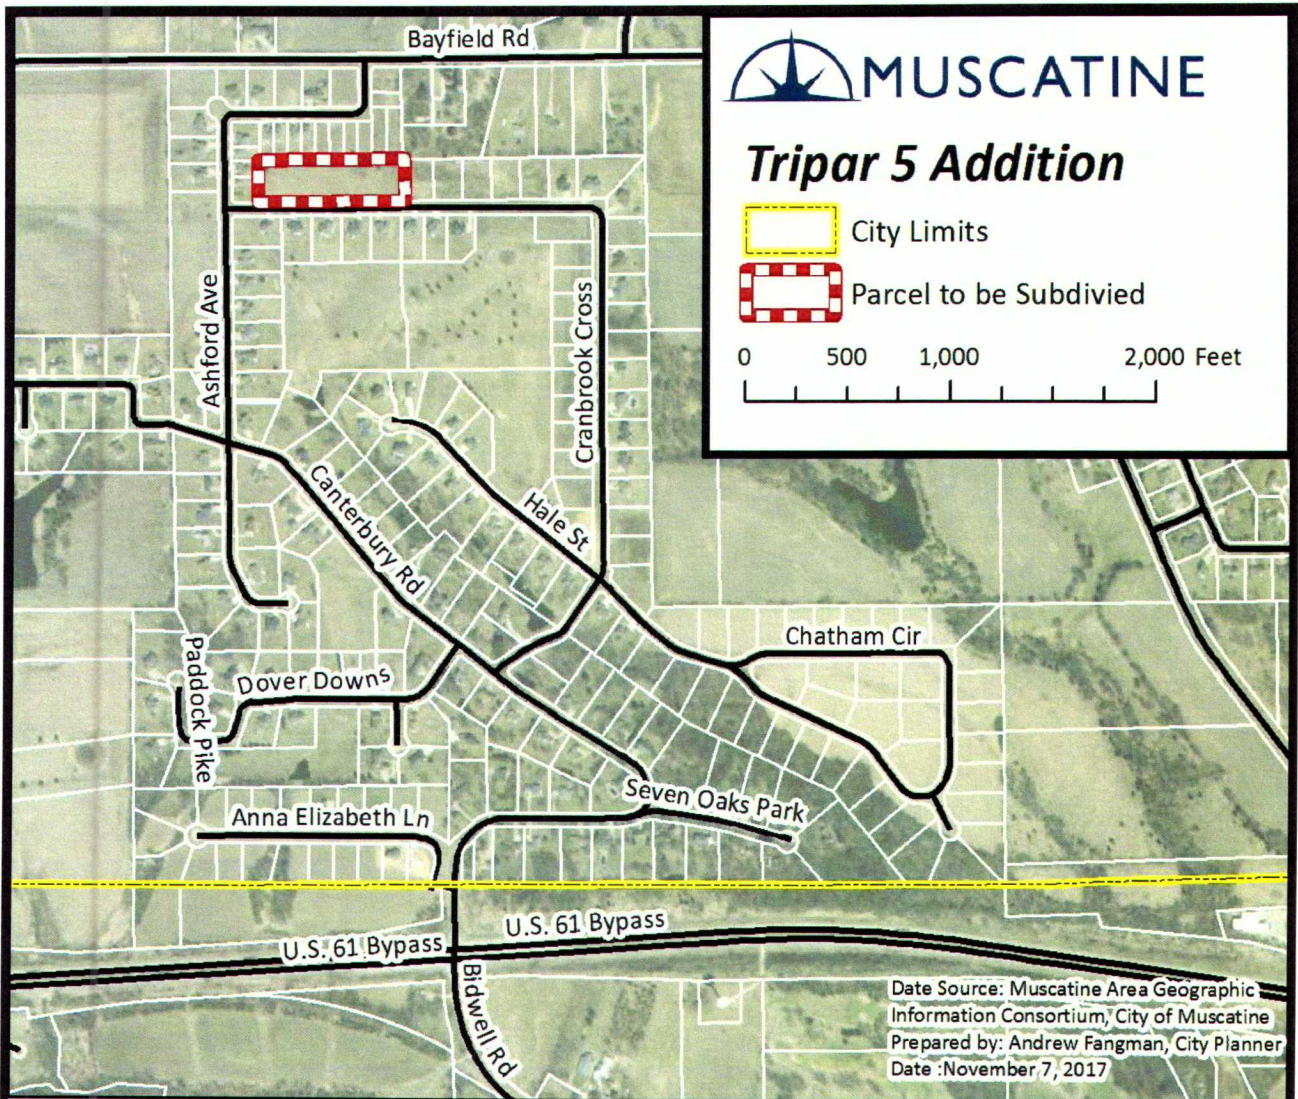 Bayfield Rd
MUSCATINE
Tripar 5 Addition
City Limits
Parcel to be Subdivied
0 500 1,000 2,000 Feet
Ashford Ave
Cranbrook Cross
Canterbury Rd
Hale St
Chatham Cir
Paddock Pike
Dover Downs
Seven Oaks Park
Anna Elizabeth Ln
U.S. 61 Bypass
U.S. 61 Bypass
Bidwell Rd
Date Source: Muscatine Area Geographic
Information Consortium, City of Muscatine
Prepared by: Andrew Fangman, City Planner
Date :November 7, 2017